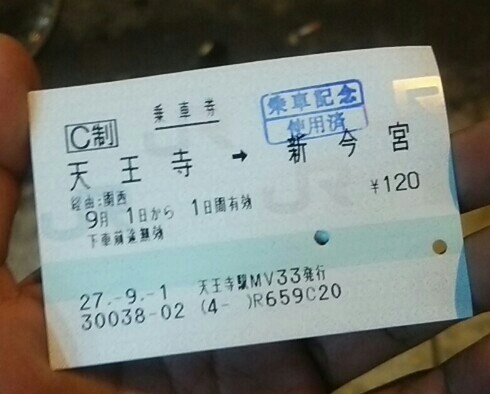 乗車券
乗車記念
使用済
C制
天王寺 → 新今宮
経由:関西
¥120
9月 1日から 1日間有効
下車前途無効
27.-9.-1 天王寺駅MV33発行
30038-02 (4- )R659C20